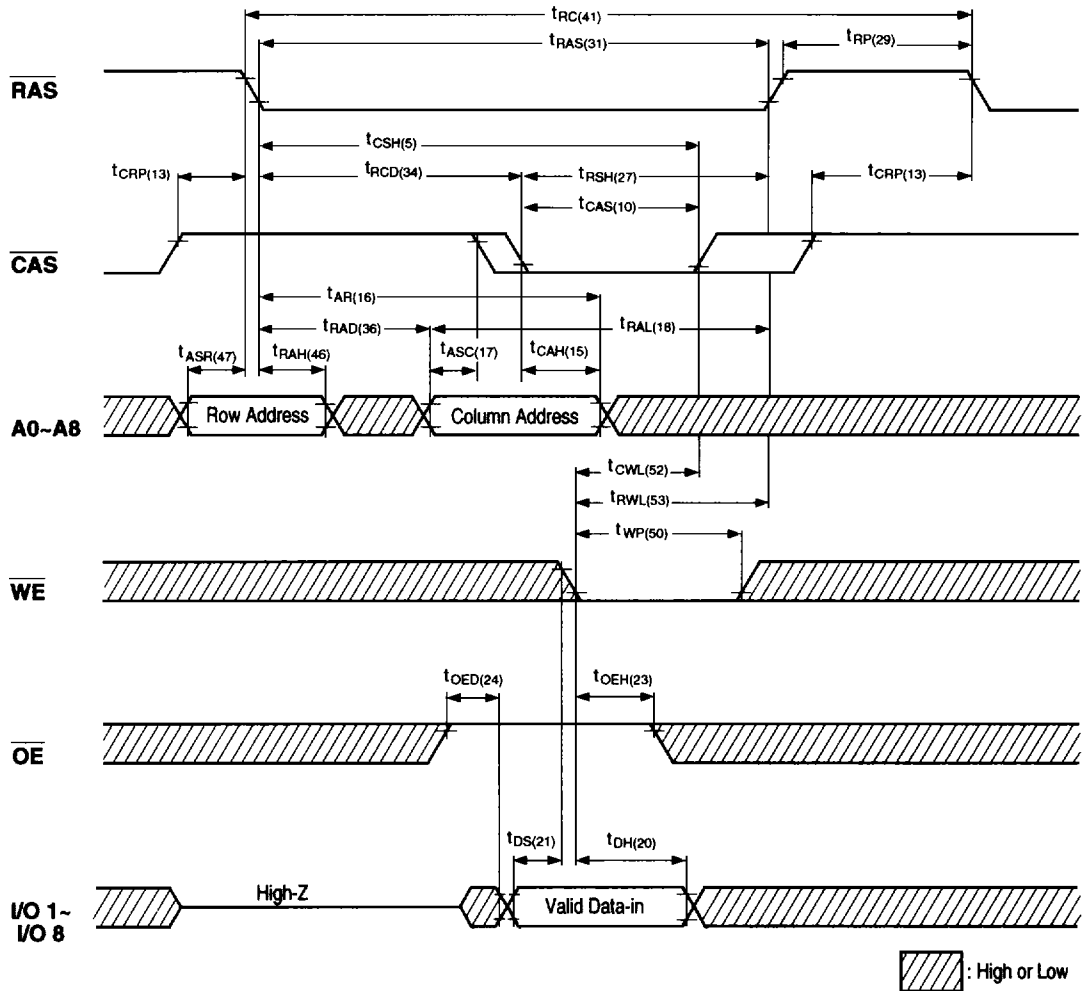 tRC(41)
tRAS(31)
tRP(29)
RAS
tCSH(5)
tCRP(13)
tRCD(34)
tRSH(27)
tCRP(13)
tCAS(10)
CAS
tAR(16)
tRAD(36)
tRAL(18)
tASR(47)
tRAH(46)
tASC(17)
tCAH(15)
A0~A8
Row Address
Column Address
tCWL(52)
tRWL(53)
tWP(50)
WE
tOED(24)
tOEH(23)
OE
tDS(21)
tDH(20)
I/O 1~
I/O 8
High-Z
Valid Data-in
: High or Low